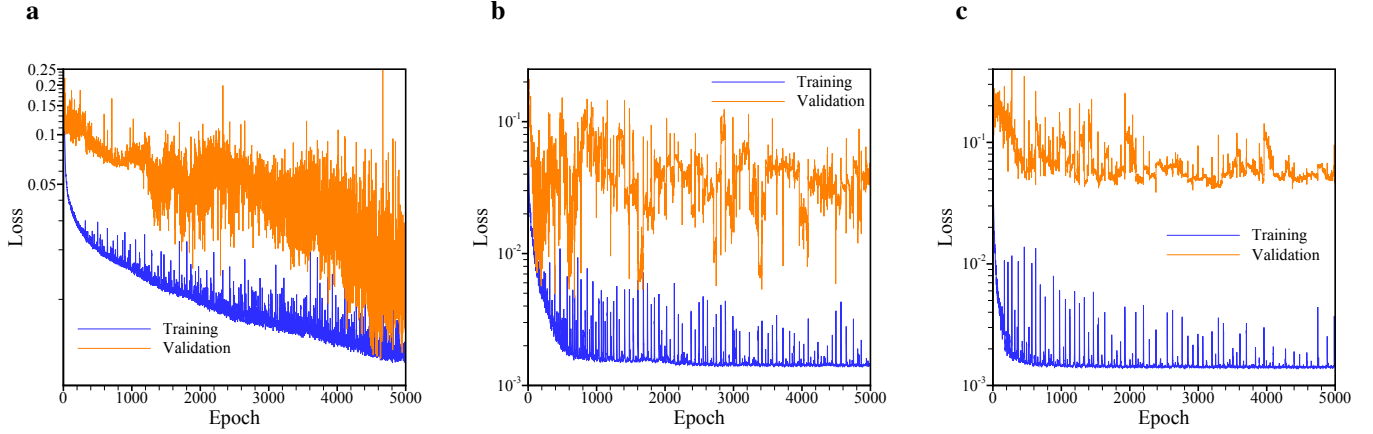 a
b
c
0.25
0.2
0.15
0.1
0.05
Loss
Training
Validation
0 1000 2000 3000 4000 5000
Epoch
10-1
10-2
10-3
Loss
Training
Validation
0 1000 2000 3000 4000 5000
Epoch
10-1
10-2
10-3
Loss
Training
Validation
0 1000 2000 3000 4000 5000
Epoch